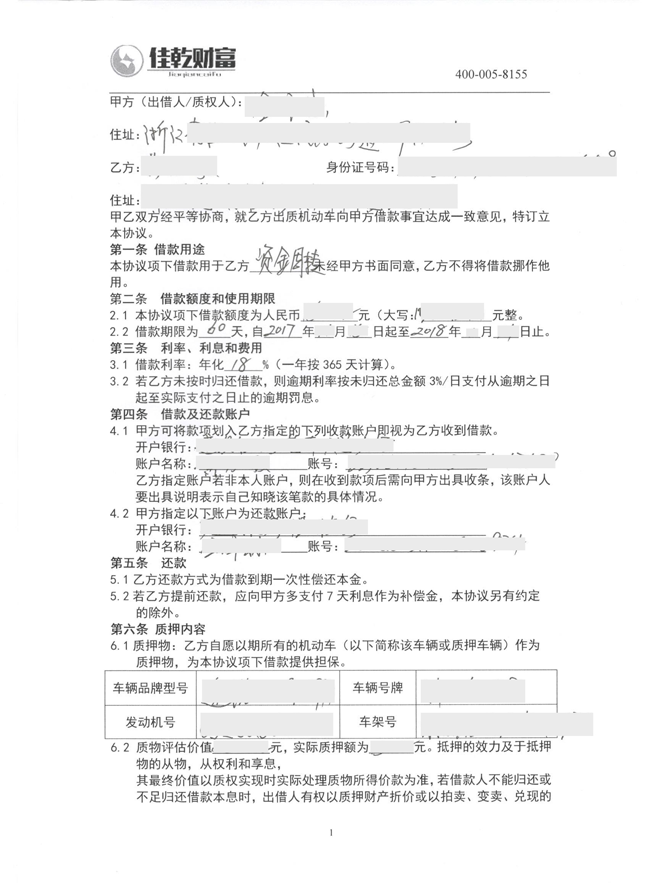 佳乾财富
JiaqiancaiFu
400-005-8155
甲方（出借人/质权人）：
住址：浙江
乙方： 身份证号码：
住址：
甲乙双方经平等协商，就乙方出质机动车向甲方借款事宜达成一致意见，特订立
本协议。
第一条 借款用途
本协议项下借款用于乙方 资金周转 未经甲方书面同意，乙方不得将借款挪作他
用。
第二条 借款额度和使用期限
2.1 本协议项下借款额度为人民币 元（大写： 元整。
2.2 借款期限为 60 天，自 2017 年 月 日起至 2018 年 月 日止。
第三条 利率、利息和费用
3.1 借款利率：年化 18 %（一年按 365 天计算）。
3.2 若乙方未按时归还借款，则逾期利率按未归还总金额 3%/日支付从逾期之日
起至实际支付之日止的逾期罚息。
第四条 借款及还款账户
4.1 甲方可将款项划入乙方指定的下列收款账户即视为乙方收到借款。
开户银行：
账户名称： 账号：
乙方指定账户若非本人账户，则在收到款项后需向甲方出具收条，该账户人
要出具说明表示自己知晓该笔款的具体情况。
4.2 甲方指定以下账户为还款账户：
开户银行：
账户名称： 账号：
第五条 还款
5.1 乙方还款方式为借款到期一次性偿还本金。
5.2 若乙方提前还款，应向甲方多支付 7 天利息作为补偿金，本协议另有约定
的除外。
第六条 质押内容
6.1 质押物：乙方自愿以期所有的机动车（以下简称该车辆或质押车辆）作为
质押物，为本协议项下借款提供担保。
车辆品牌型号 车辆号牌
发动机号 车架号
6.2 质物评估价值 元，实际质押额为 元。抵押的效力及于抵押
物的从物，从权利和享息，
其最终价值以质权实现时实际处理质物所得价款为准，若借款人不能归还或
不足归还借款本息时，出借人有权以质押财产折价或以拍卖、变卖、兑现的
1